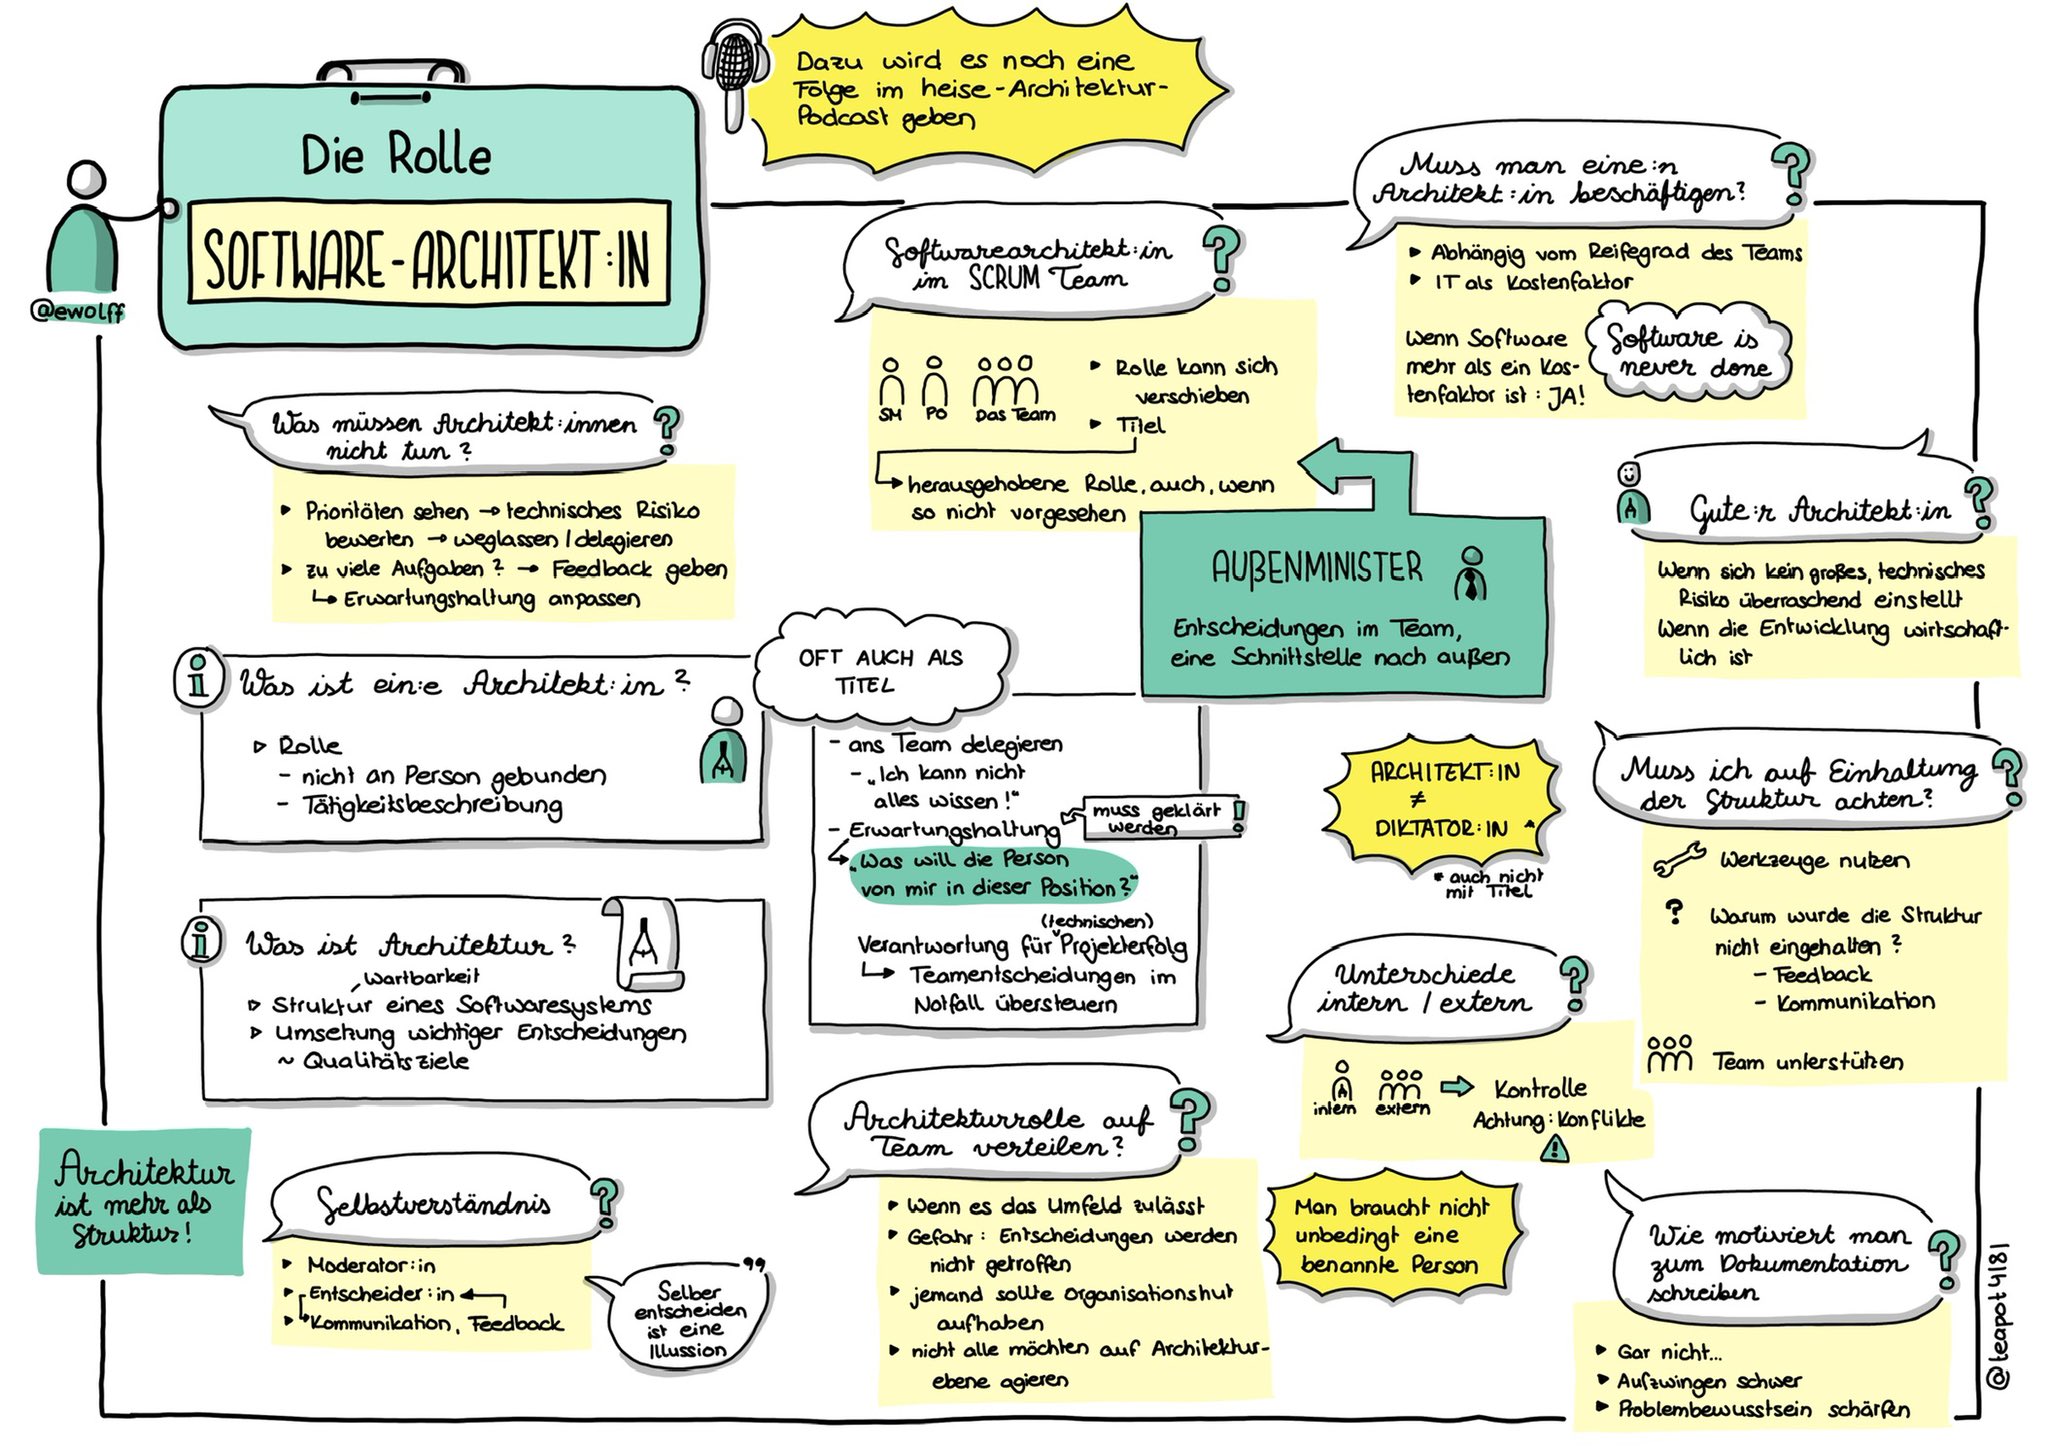 Die Rolle
SOFTWARE-ARCHITEKT:IN
@ewolff
Dazu wird es noch eine
Folge im heise-Architektur-
Podcast geben
Softwarearchitekt:in
im SCRUM Team
?
SM
PO
Das Team
▸ Rolle kann sich
verschieben
▸ Titel
↳ herausgehobene Rolle, auch, wenn
so nicht vorgesehen
Muss man eine:n
Architekt:in beschäftigen?
?
▸ Abhängig vom Reifegrad des Teams
▸ IT als Kostenfaktor
Wenn Software
mehr als ein Kos-
tenfaktor ist: JA!
Software is
never done
Was müssen Architekt:innen
nicht tun?
?
▸ Prioritäten sehen → technisches Risiko
bewerten → weglassen / delegieren
▸ zu viele Aufgaben? → Feedback geben
↳ Erwartungshaltung anpassen
AUßENMINISTER
Entscheidungen im Team,
eine Schnittstelle nach außen
Gute:r Architekt:in
?
Wenn sich kein großes, technisches
Risiko überraschend einstellt
Wenn die Entwicklung wirtschaft-
lich ist
i
Was ist ein:e Architekt:in?
▹ Rolle
- nicht an Person gebunden
- Tätigkeitsbeschreibung
OFT AUCH ALS
TITEL
- ans Team delegieren
- „Ich kann nicht
alles wissen!“
- Erwartungshaltung
muss geklärt
werden
!
↳ „Was will die Person
von mir in dieser Position?“
(technischen)
Verantwortung für Projekterfolg
↳ Teamentscheidungen im
Notfall übersteuern
ARCHITEKT:IN
≠
DIKTATOR:IN *
* auch nicht
mit Titel
Muss ich auf Einhaltung
der Struktur achten?
?
Werkzeuge nutzen
? Warum wurde die Struktur
nicht eingehalten?
- Feedback
- Kommunikation
Team unterstützen
i
Was ist Architektur?
Wartbarkeit
▹ Struktur eines Softwaresystems
▹ Umsetzung wichtiger Entscheidungen
~ Qualitätsziele
Unterschiede
intern / extern
?
intern
extern
→ Kontrolle
Achtung: Konflikte
!
Architektur
ist mehr als
Struktur!
Selbstverständnis
?
▸ Moderator:in
▸ Entscheider:in
▸ Kommunikation, Feedback
Selber
entscheiden
ist eine
Illussion
”
Architekturrolle auf
Team verteilen?
?
▸ Wenn es das Umfeld zulässt
▸ Gefahr: Entscheidungen werden
nicht getroffen
▸ jemand sollte Organisationshut
aufhaben
▸ nicht alle möchten auf Architektur-
ebene agieren
Man braucht nicht
unbedingt eine
benannte Person
Wie motiviert man
zum Dokumentation
schreiben
?
▸ Gar nicht...
▸ Aufzwingen schwer
▸ Problembewusstsein schärfen
@teapot4181